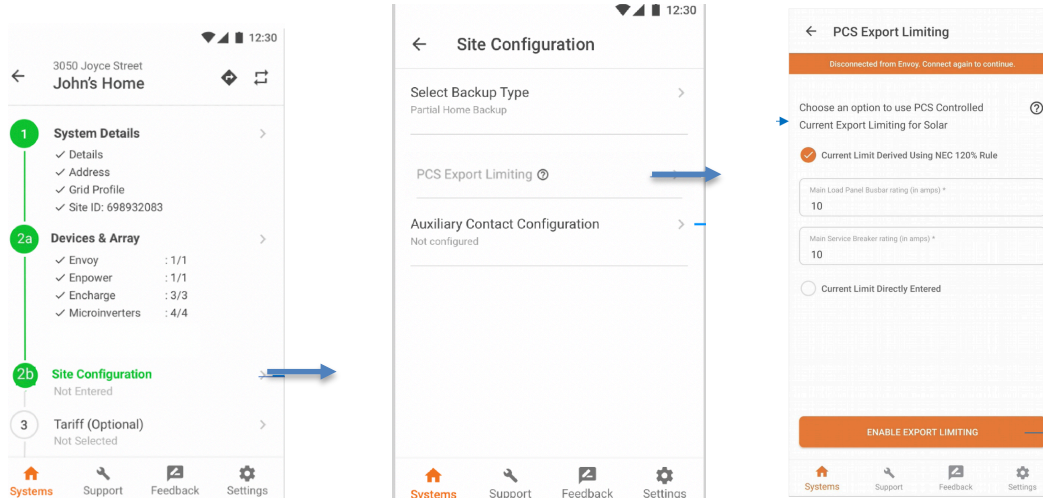 12:30
3050 Joyce Street
John's Home
1
System Details
✓ Details
✓ Address
✓ Grid Profile
✓ Site ID: 698932083
2a
Devices & Array
✓ Envoy : 1/1
✓ Enpower : 1/1
✓ Encharge : 3/3
✓ Microinverters : 4/4
2b
Site Configuration
Not Entered
3
Tariff (Optional)
Not Selected
Systems Support Feedback Settings
12:30
Site Configuration
Select Backup Type
Partial Home Backup
PCS Export Limiting ?
Auxiliary Contact Configuration
Not configured
Systems Support Feedback Settings
PCS Export Limiting
Disconnected from Envoy. Connect again to continue.
Choose an option to use PCS Controlled ?
Current Export Limiting for Solar
Current Limit Derived Using NEC 120% Rule
Main Load Panel Busbar rating (in amps) *
10
Main Service Breaker rating (in amps) *
10
Current Limit Directly Entered
ENABLE EXPORT LIMITING
Systems Support Feedback Settings